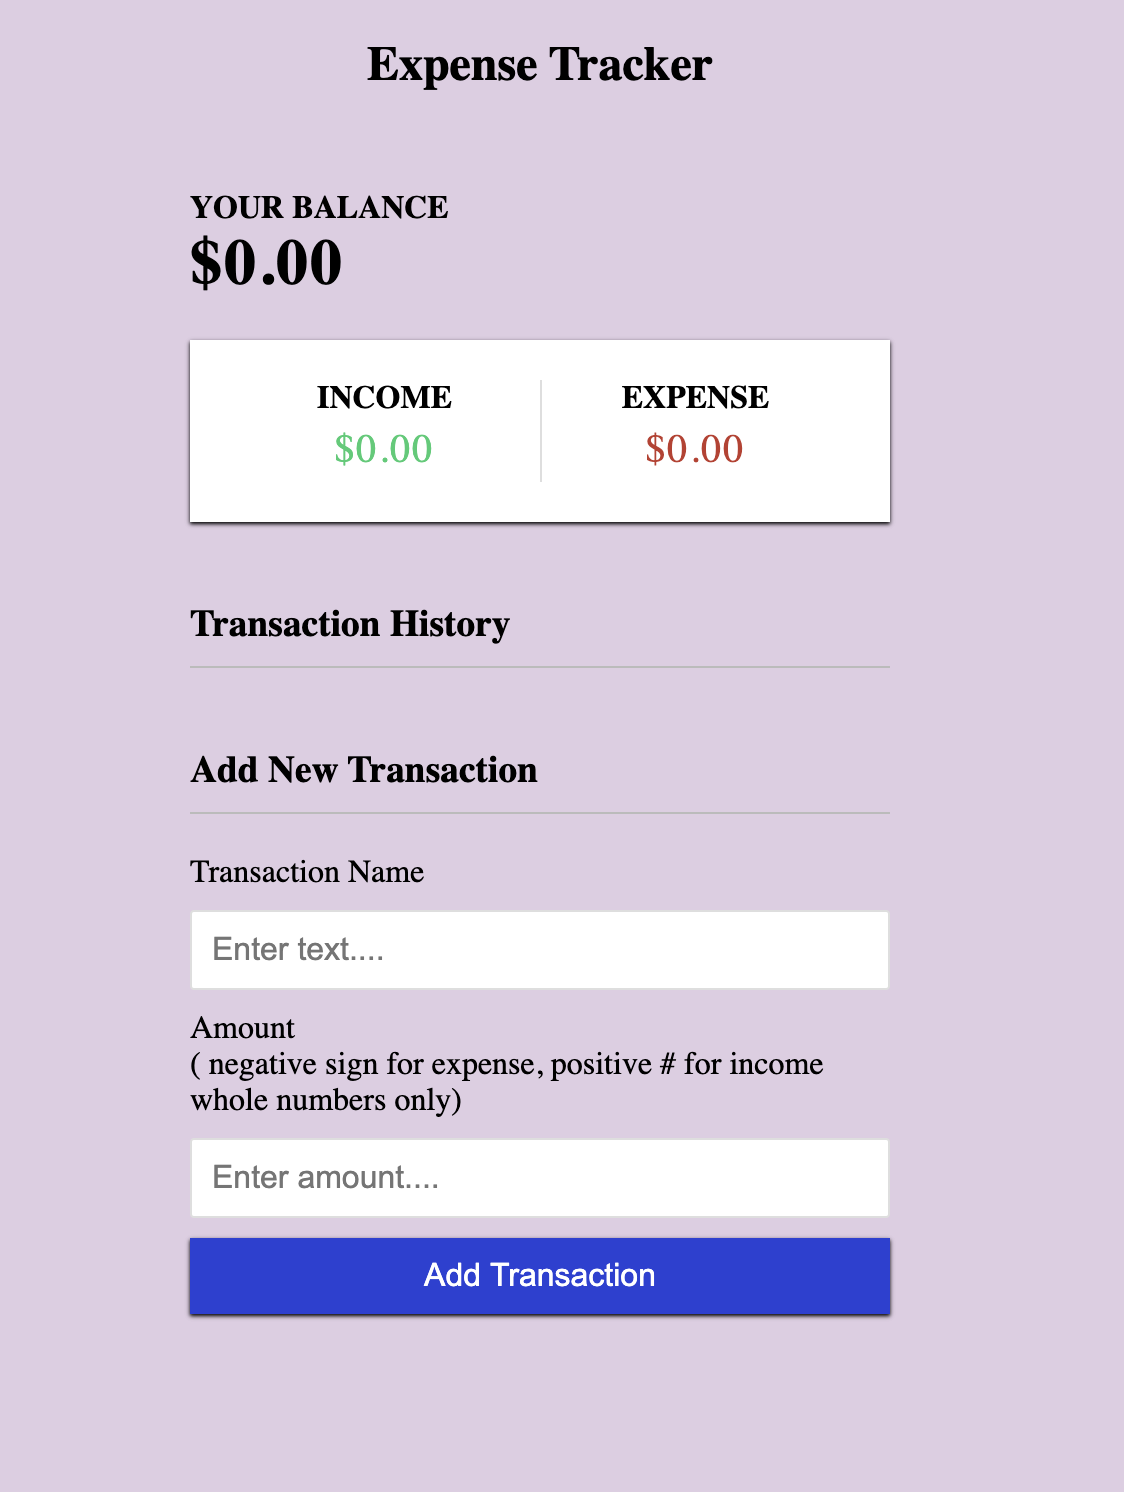 Expense Tracker
YOUR BALANCE
$0.00
INCOME
EXPENSE
$0.00
$0.00
Transaction History
Add New Transaction
Transaction Name
Enter text....
Amount
( negative sign for expense, positive # for income
whole numbers only)
Enter amount....
Add Transaction